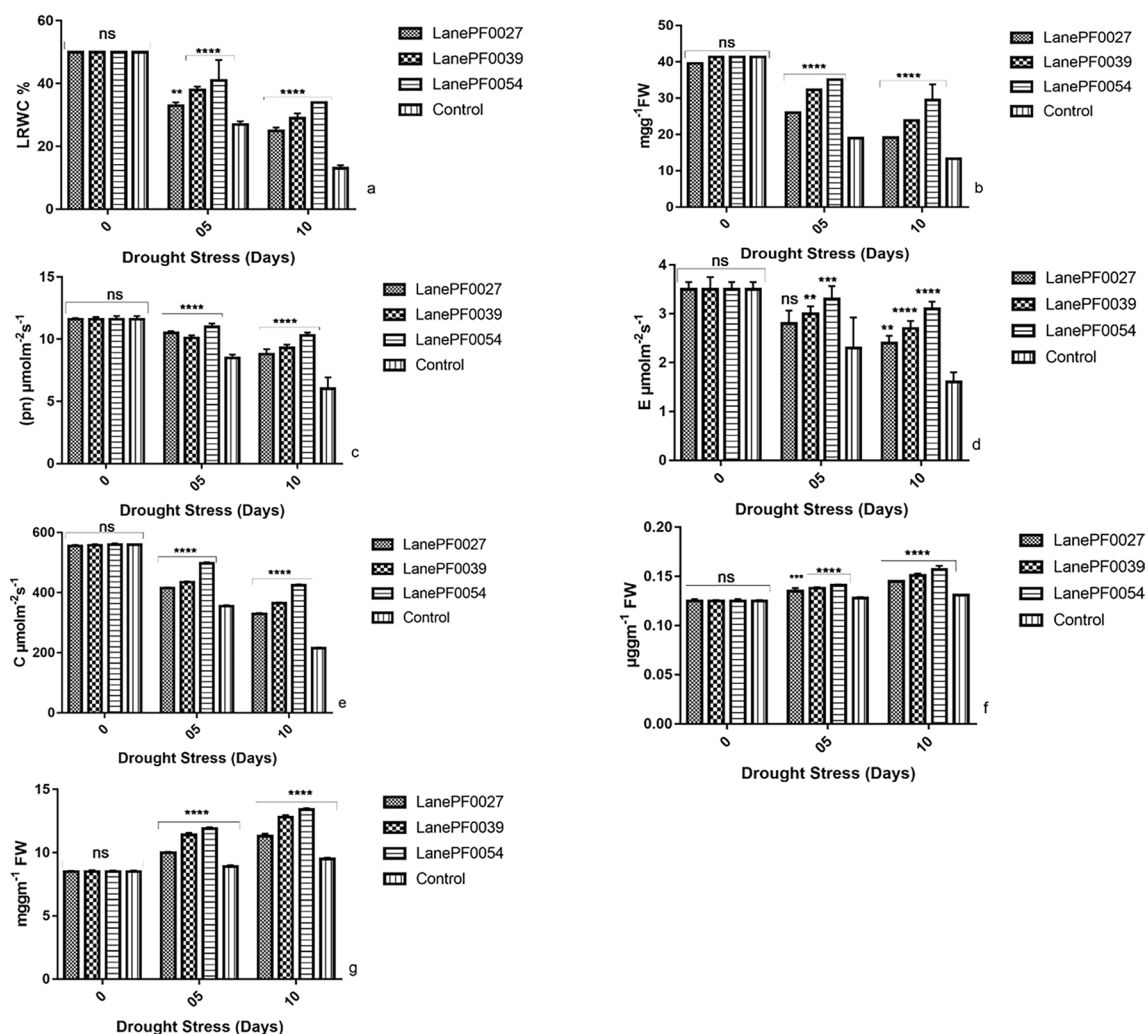 60
40
20
0
LRWC %
ns
**
****
****
0
05
10
Drought Stress (Days)
LanePF0027
LanePF0039
LanePF0054
Control
a
50
40
30
20
10
0
mgg⁻¹FW
ns
****
****
0
05
10
Drought Stress (Days)
LanePF0027
LanePF0039
LanePF0054
Control
b
15
10
5
0
(pn) µmolm⁻²s⁻¹
ns
****
****
0
05
10
Drought Stress (Days)
LanePF0027
LanePF0039
LanePF0054
Control
c
4
3
2
1
0
E µmolm⁻²s⁻¹
ns
ns
**
***
**
****
****
0
05
10
Drought Stress (Days)
LanePF0027
LanePF0039
LanePF0054
Control
d
600
400
200
0
C µmolm⁻²s⁻¹
ns
****
****
0
05
10
Drought Stress (Days)
LanePF0027
LanePF0039
LanePF0054
Control
e
0.20
0.15
0.10
0.05
0.00
µggm⁻¹ FW
ns
***
****
****
0
05
10
Drought Stress (Days)
LanePF0027
LanePF0039
LanePF0054
Control
f
15
10
5
0
mggm⁻¹ FW
ns
****
****
0
05
10
Drought Stress (Days)
LanePF0027
LanePF0039
LanePF0054
Control
g